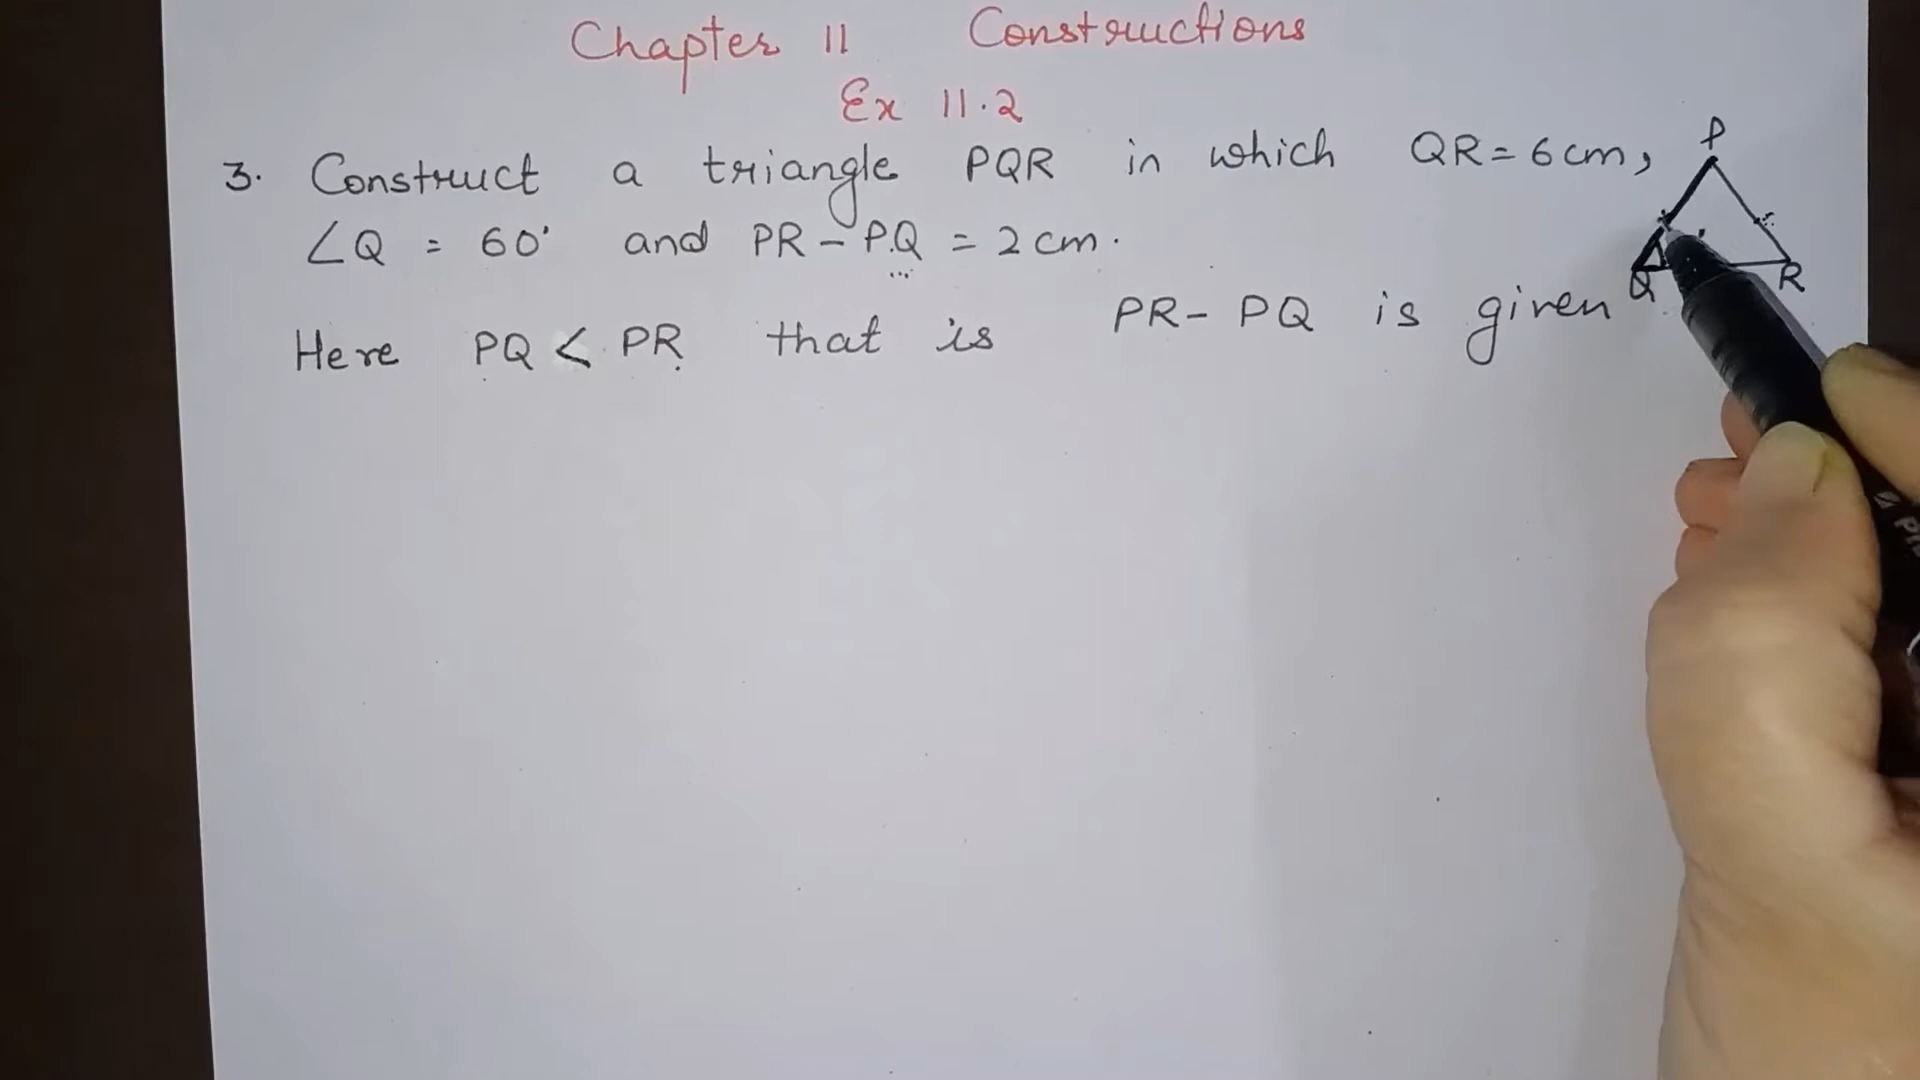 Chapter 11 Constructions
Ex 11.2
3. Construct a triangle PQR in which QR = 6 cm,
∠Q = 60° and PR - PQ = 2 cm.
Here PQ < PR that is PR - PQ is given
P
Q R